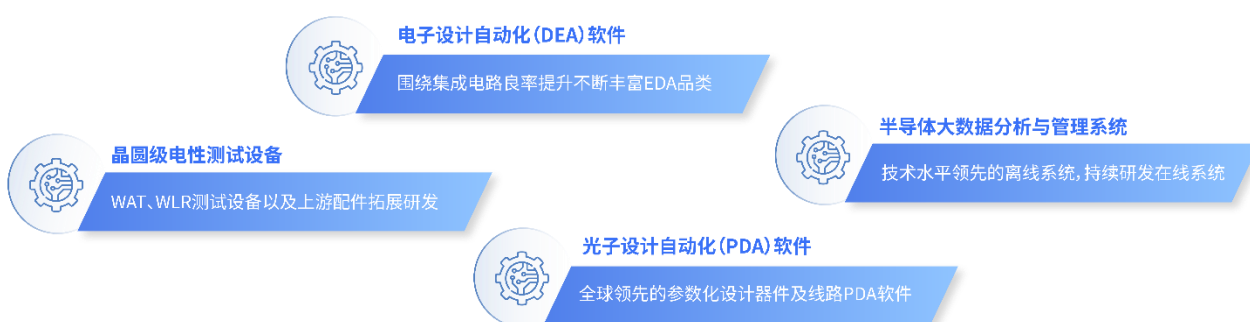 电子设计自动化(DEA)软件
围绕集成电路良率提升不断丰富EDA品类
半导体大数据分析与管理系统
技术水平领先的离线系统,持续研发在线系统
晶圆级电性测试设备
WAT、WLR测试设备以及上游配件拓展研发
光子设计自动化(PDA)软件
全球领先的参数化设计器件及线路PDA软件